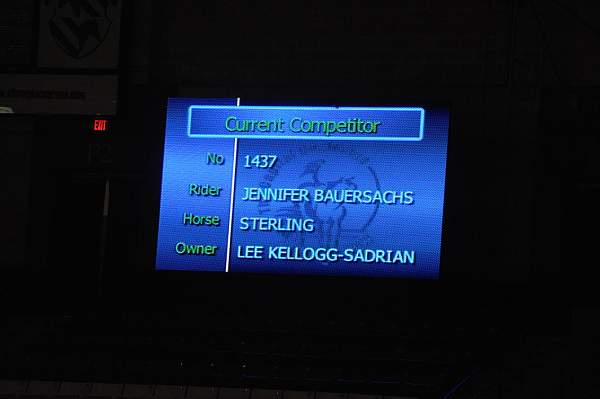 EXIT
Current Competitor
No 1437
Rider JENNIFER BAUERSACHS
Horse STERLING
Owner LEE KELLOGG-SADRIAN